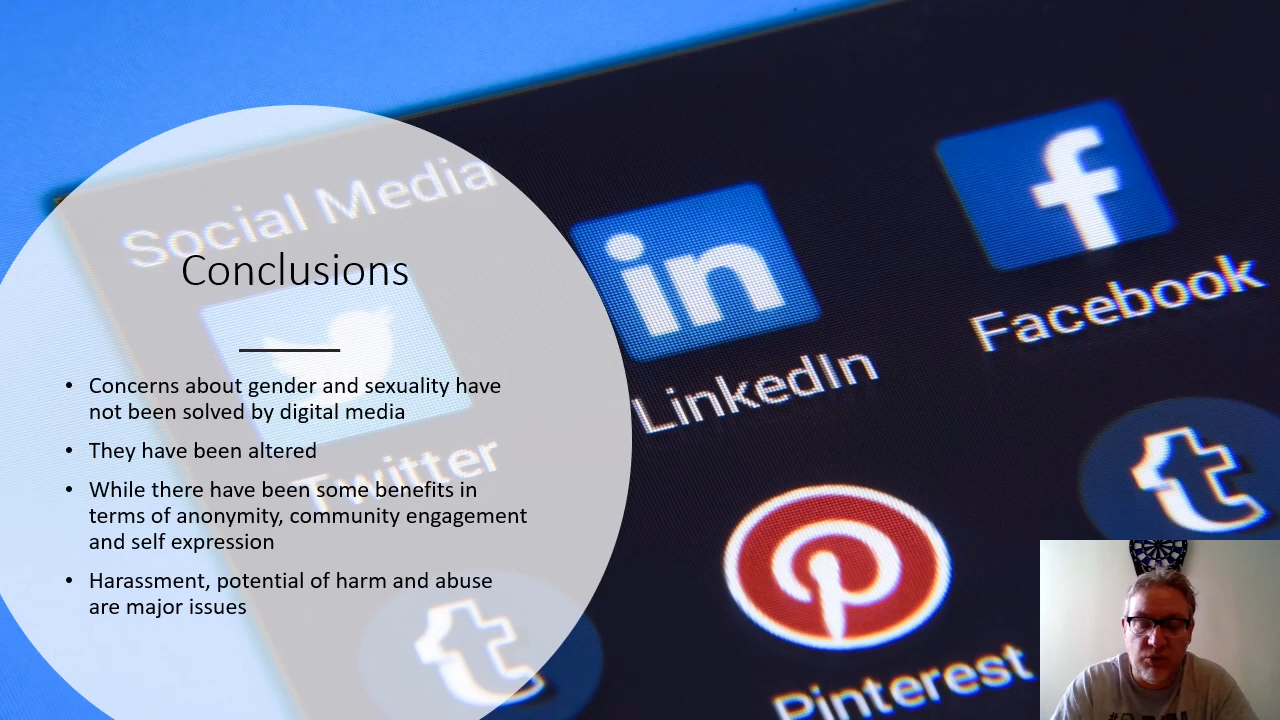 Social Media
Conclusions
• Concerns about gender and sexuality have
not been solved by digital media
• They have been altered
• While there have been some benefits in
terms of anonymity, community engagement
and self expression
• Harassment, potential of harm and abuse
are major issues
Twitter
in
LinkedIn
f
Facebook
t
Pinterest
t